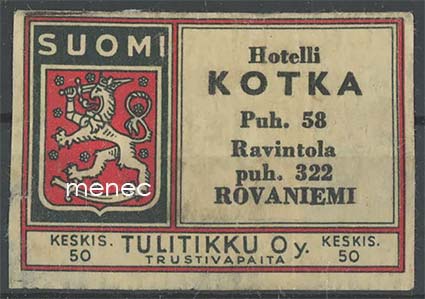 SUOMI
menec
Hotelli
KOTKA
Puh. 58
Ravintola
puh. 322
ROVANIEMI
KESKIS.
50
TULITIKKU Oy.
TRUSTIVAPAITA
KESKIS.
50